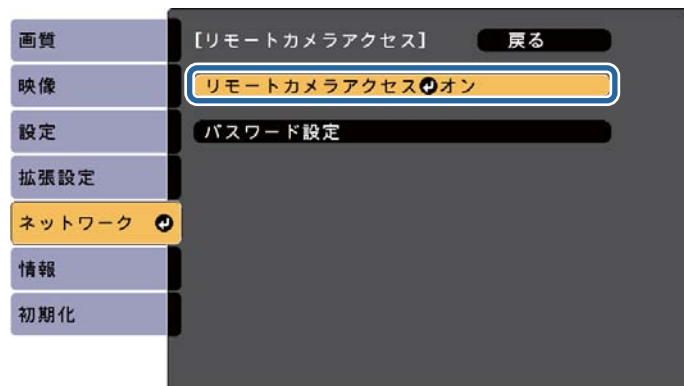 画質
映像
設定
拡張設定
ネットワーク
情報
初期化
[リモートカメラアクセス] 戻る
リモートカメラアクセス オン
パスワード設定